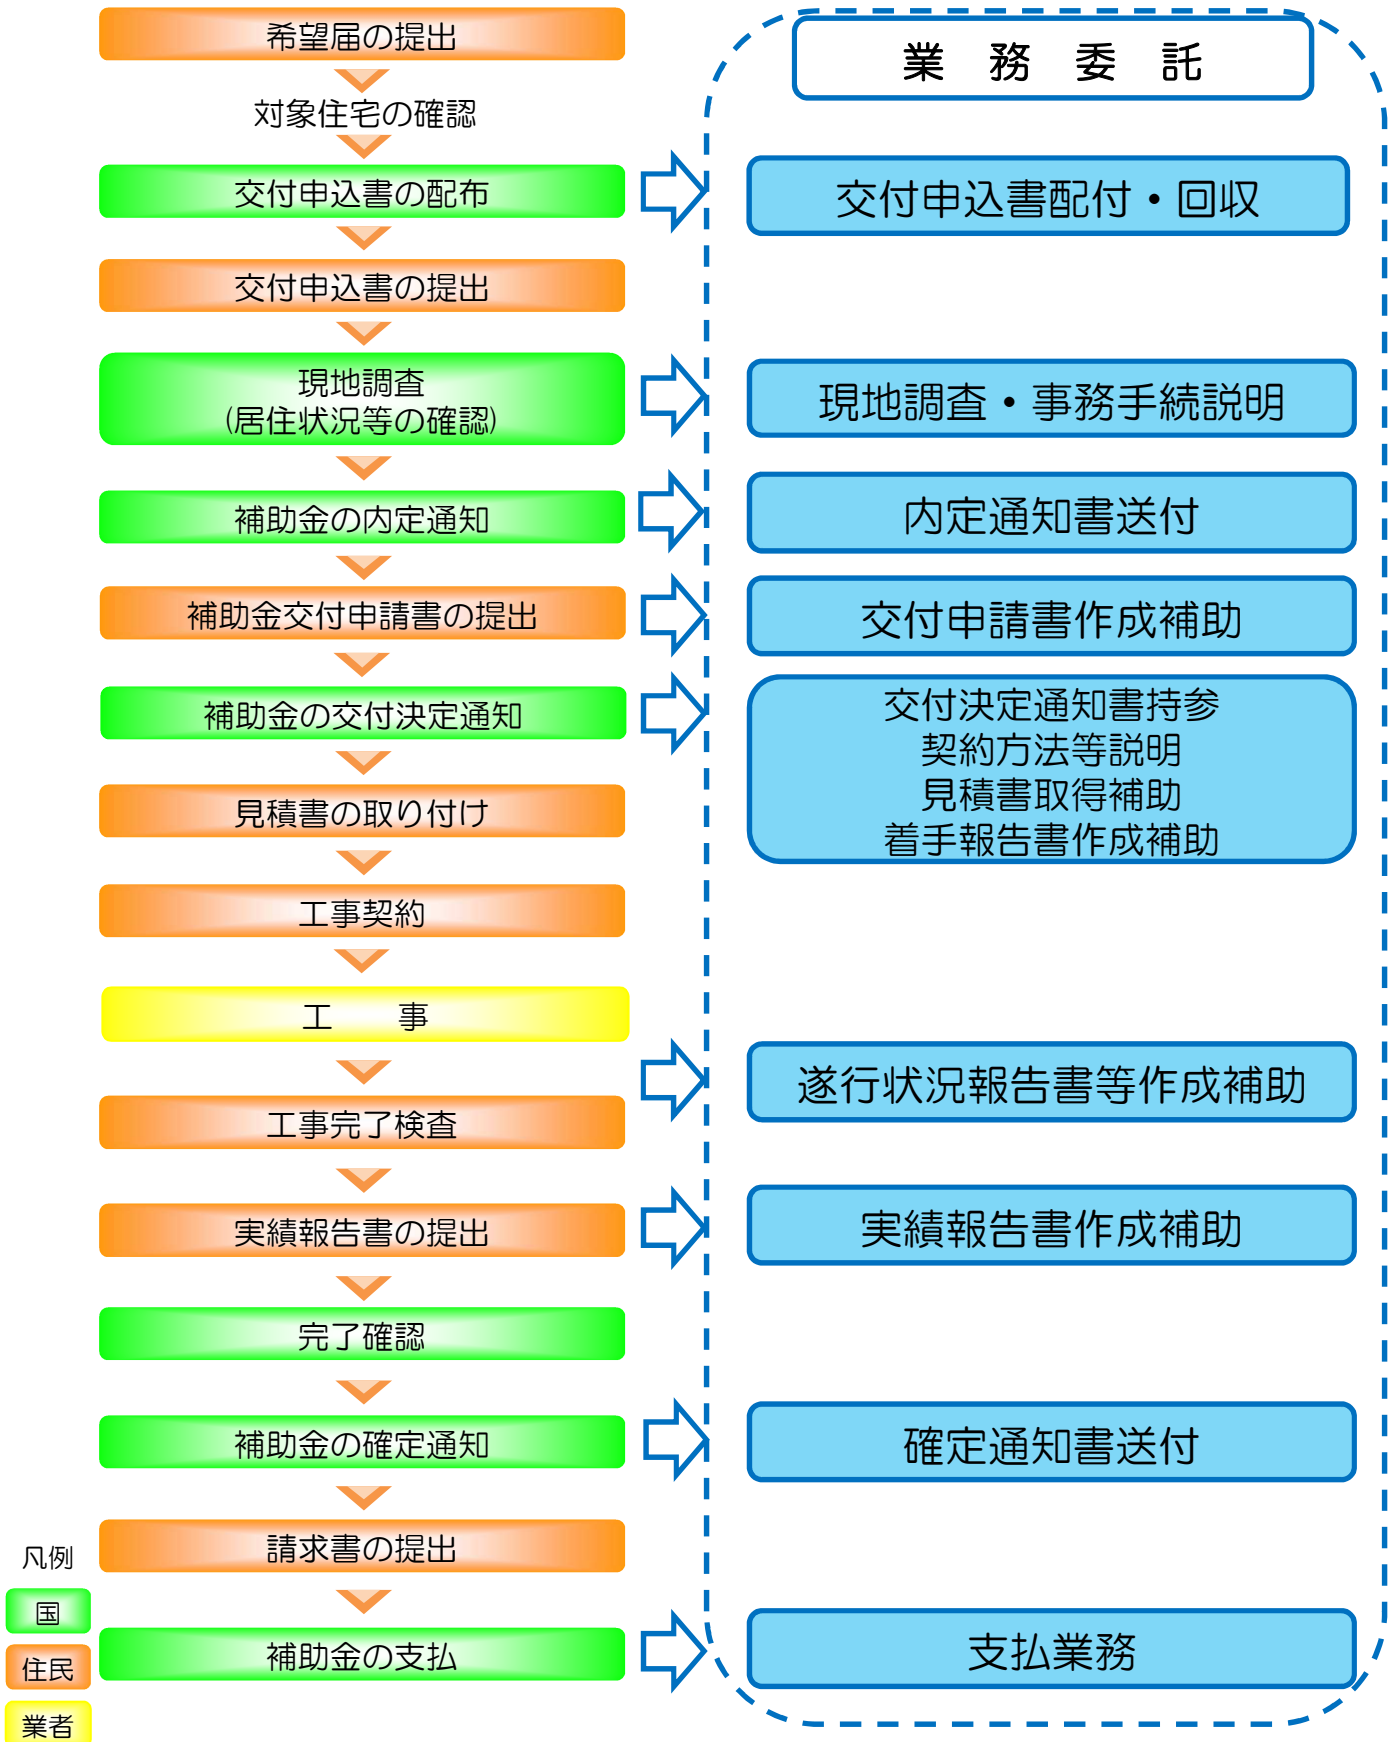 希望届の提出
対象住宅の確認
交付申込書の配布
交付申込書の提出
現地調査
(居住状況等の確認)
補助金の内定通知
補助金交付申請書の提出
補助金の交付決定通知
見積書の取り付け
工事契約
工　事
工事完了検査
実績報告書の提出
完了確認
補助金の確定通知
請求書の提出
補助金の支払
業　務　委　託
交付申込書配付・回収
現地調査・事務手続説明
内定通知書送付
交付申請書作成補助
交付決定通知書持参
契約方法等説明
見積書取得補助
着手報告書作成補助
遂行状況報告書等作成補助
実績報告書作成補助
確定通知書送付
支払業務
凡例
国
住民
業者